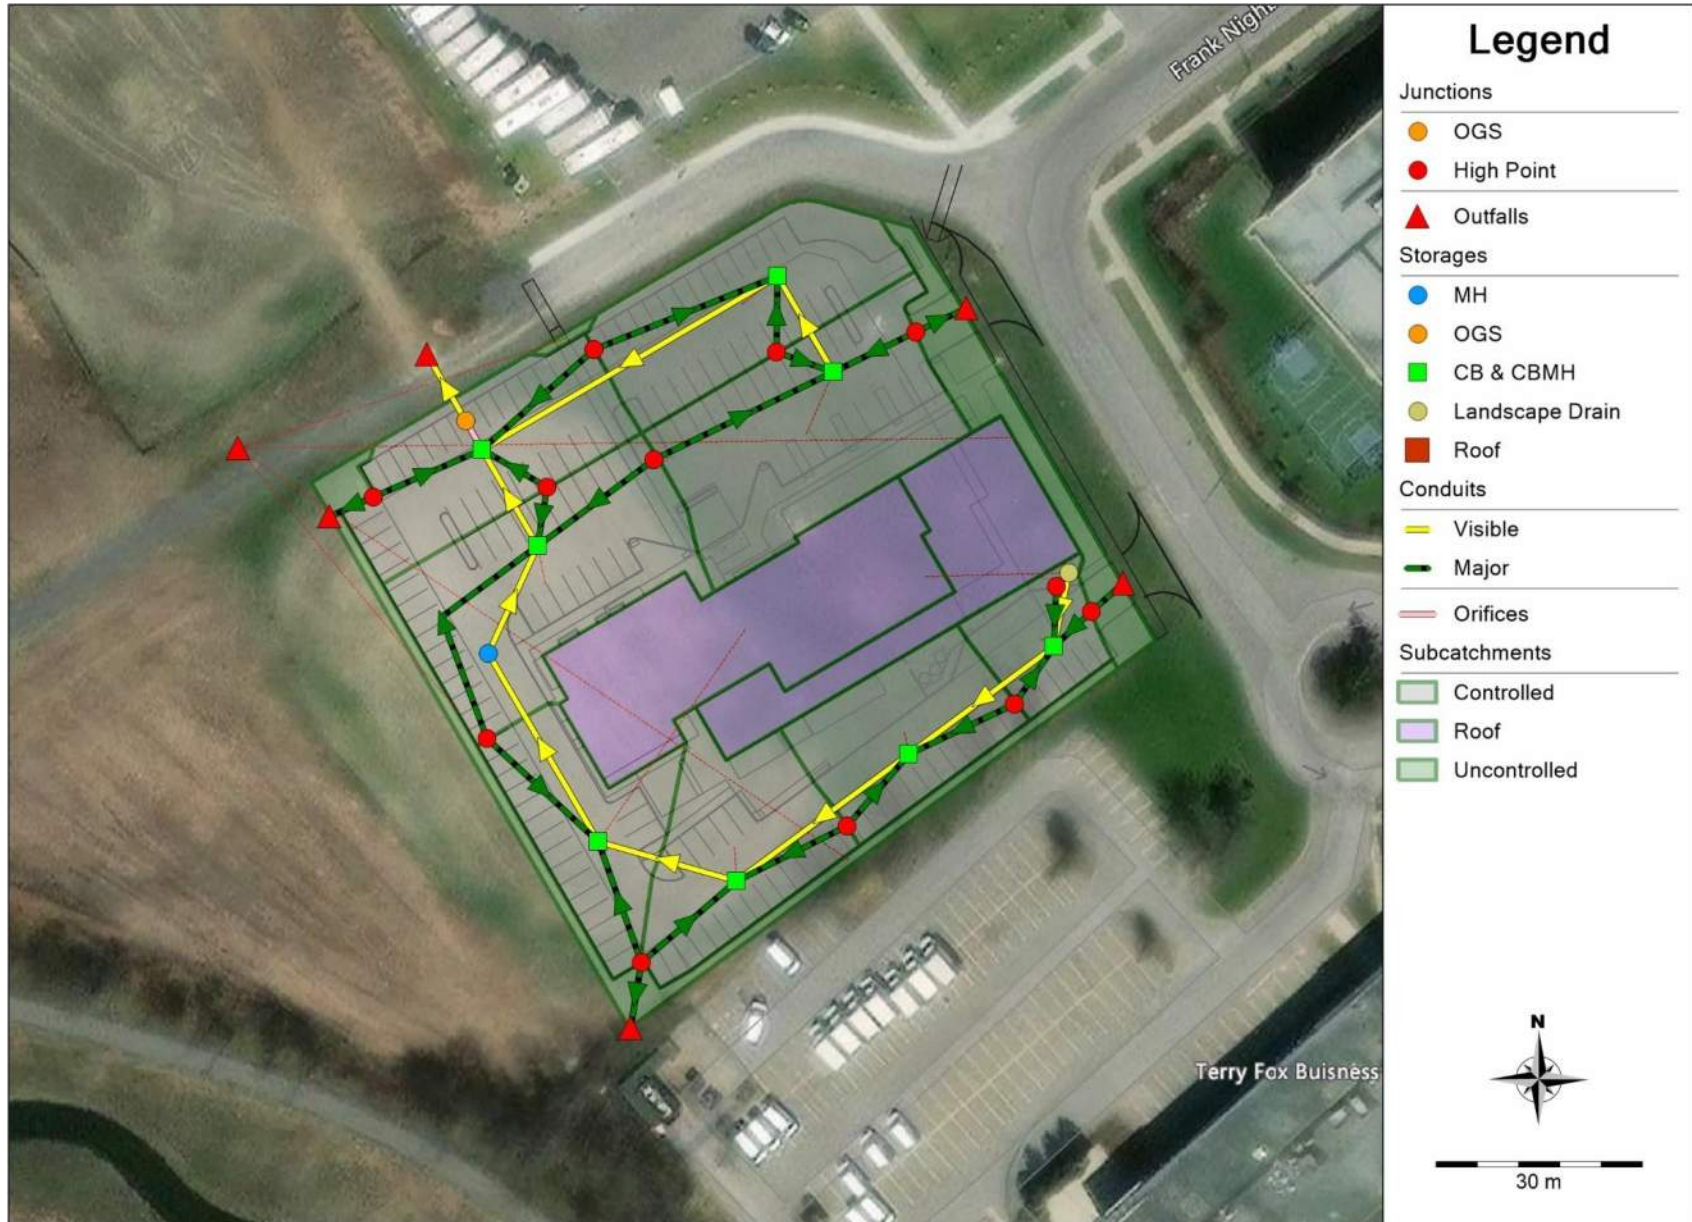 Frank Nigh
Legend
Junctions
OGS
High Point
Outfalls
Storages
MH
OGS
CB & CBMH
Landscape Drain
Roof
Conduits
Visible
Major
Orifices
Subcatchments
Controlled
Roof
Uncontrolled
N
30 m
Terry Fox Buisness